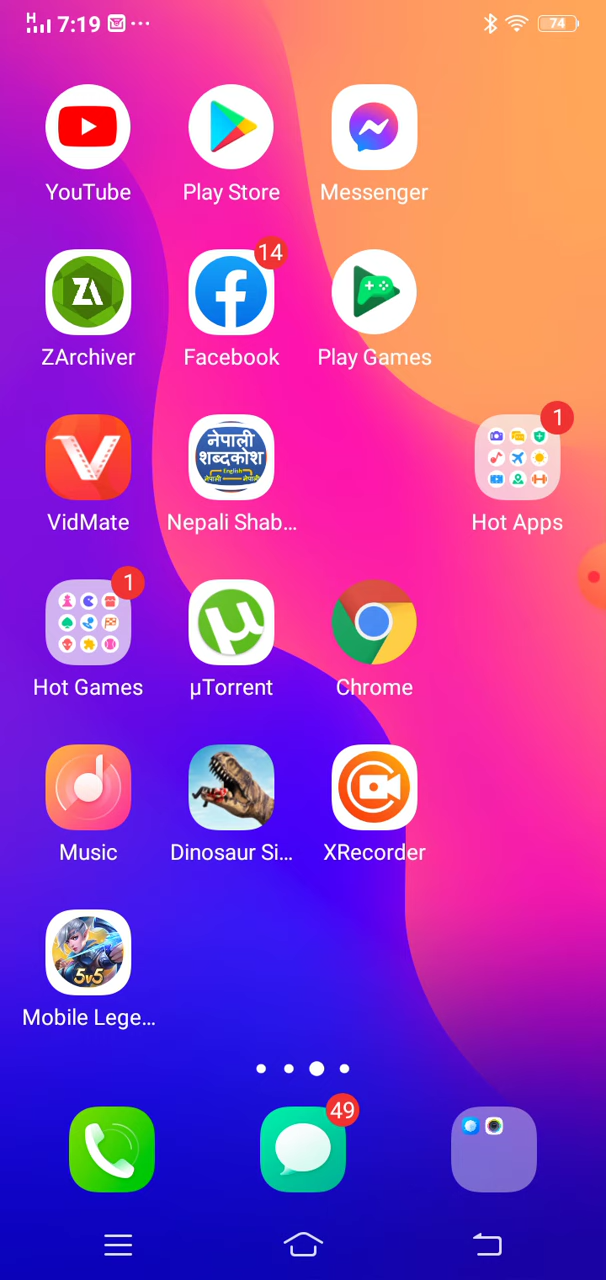 H 7:19 ... 74
YouTube Play Store Messenger
14
ZArchiver Facebook Play Games
1
नेपाली
शब्दकोश
English
नेपाली नेपाली
VidMate Nepali Shab... Hot Apps
1
Hot Games µTorrent Chrome
Music Dinosaur Si... XRecorder
5v5
Mobile Lege...
49